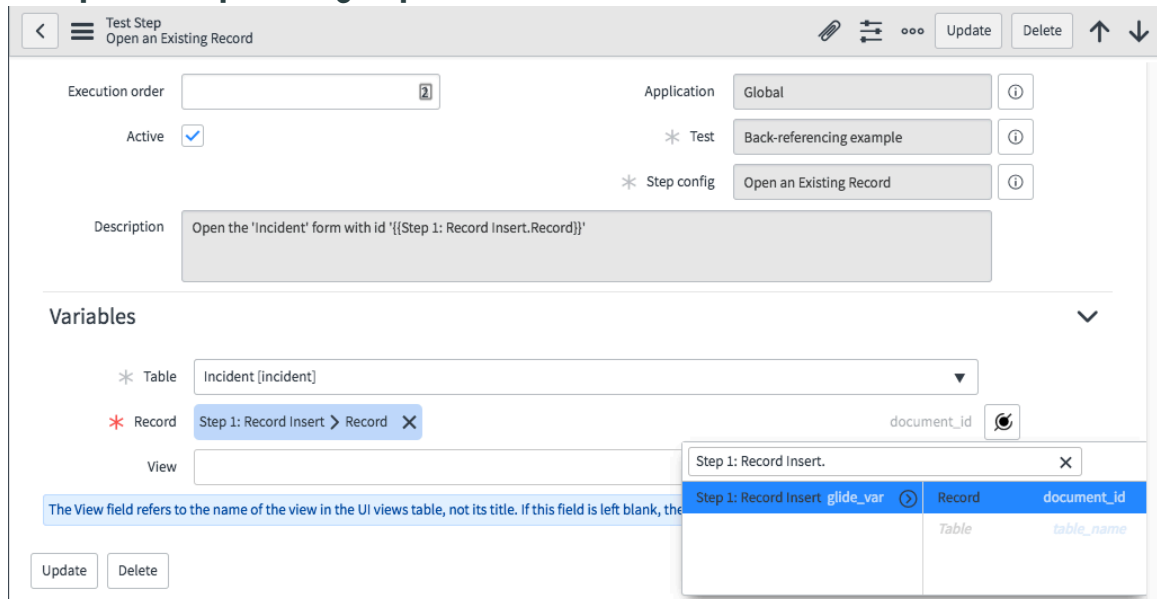 Test Step
Open an Existing Record
Update
Delete
Execution order
2
Application
Global
Active
Test
Back-referencing example
Step config
Open an Existing Record
Description
Open the 'Incident' form with id '{{Step 1: Record Insert.Record}}'
Variables
Table
Incident [incident]
Record
Step 1: Record Insert > Record X
document_id
View
Step 1: Record Insert.
Step 1: Record Insert glide_var
Record
document_id
Table
table_name
The View field refers to the name of the view in the UI views table, not its title. If this field is left blank, the
Update
Delete